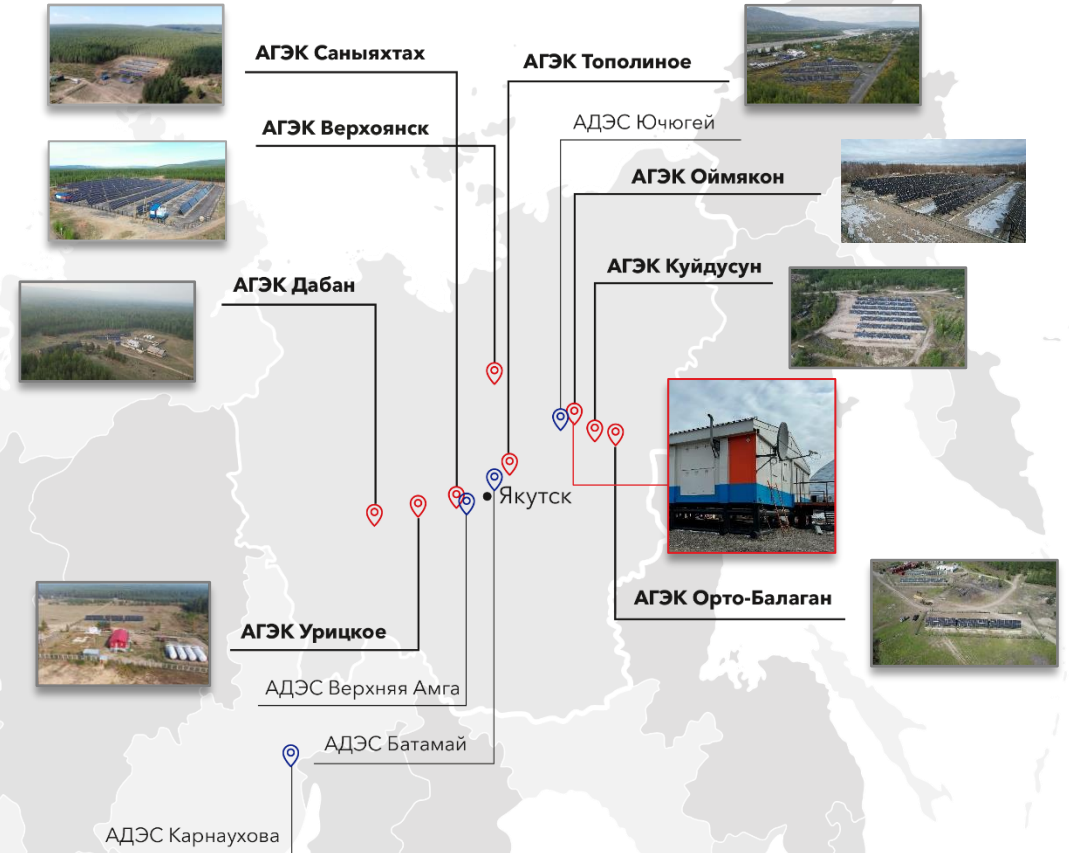 АГЭК Саныяхтах
АГЭК Тополиное
АДЭС Ючюгей
АГЭК Верхоянск
АГЭК Оймякон
АГЭК Куйдусун
АГЭК Дабан
Якутск
АГЭК Орто-Балаган
АГЭК Урицкое
АДЭС Верхняя Амга
АДЭС Батамай
АДЭС Карнаухова